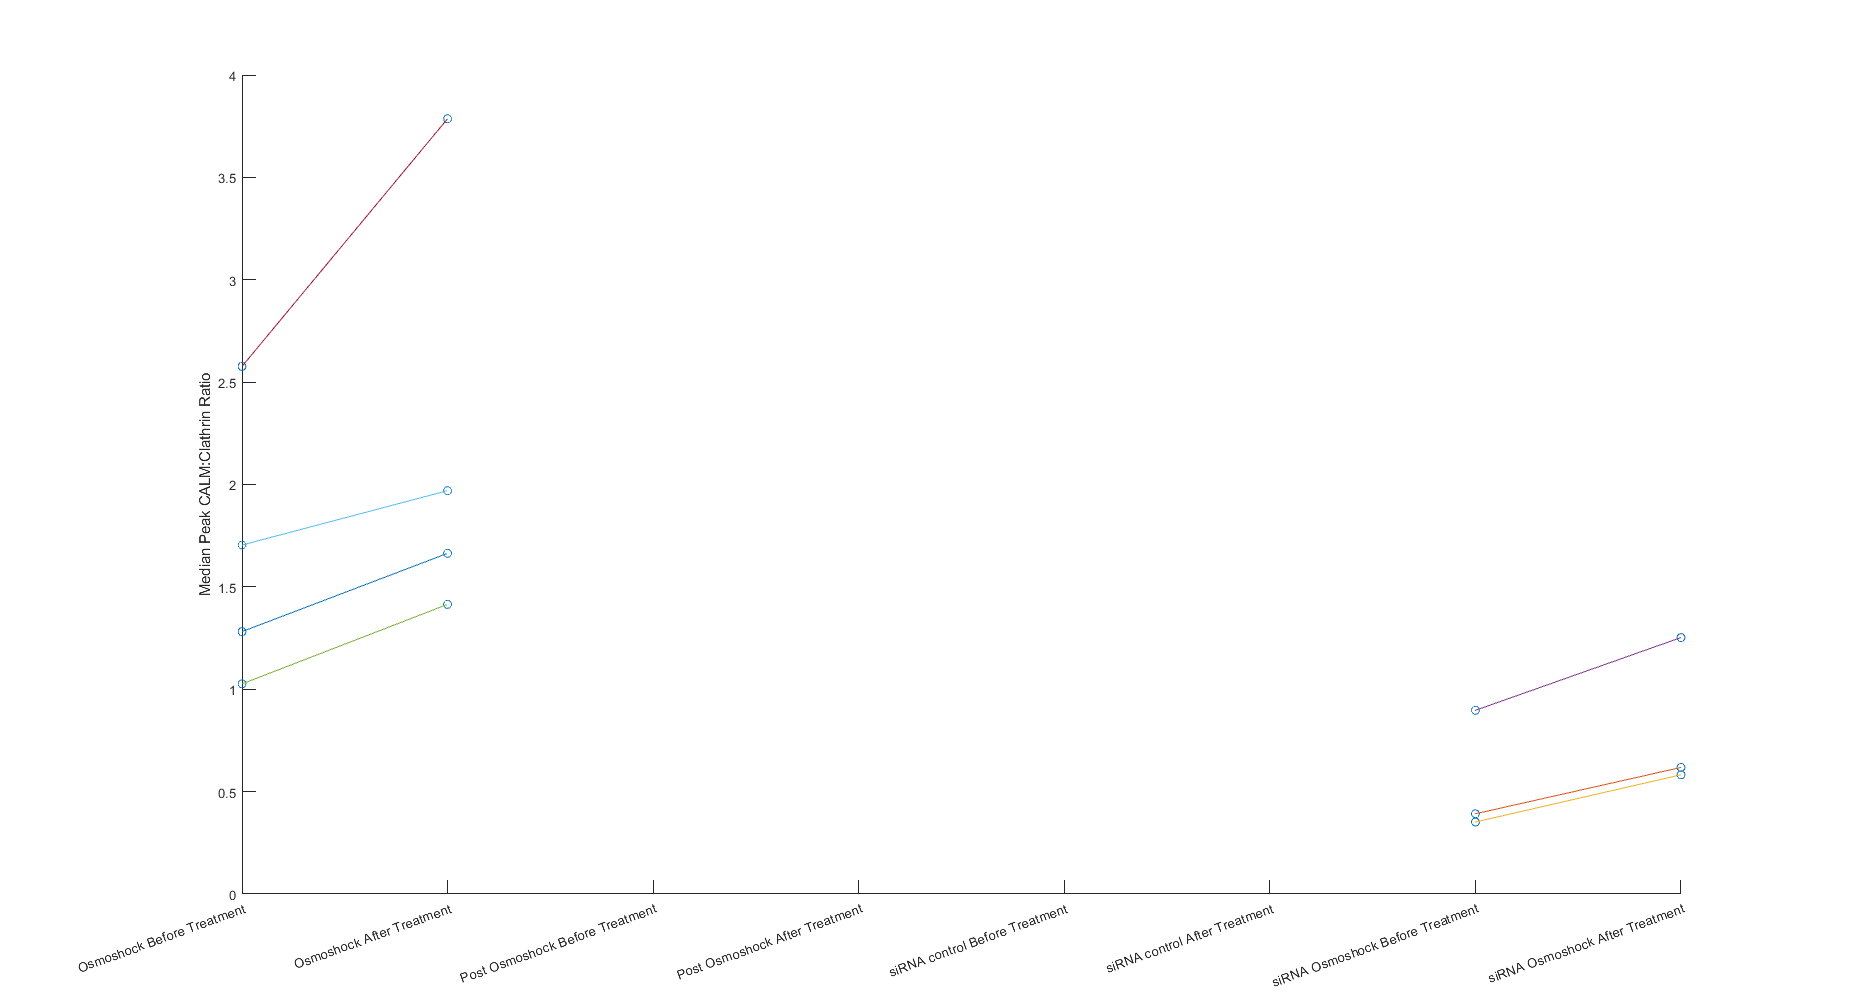 4
3.5
3
2.5
2
1.5
1
0.5
0
Median Peak CALM:Clathrin Ratio
Osmoshock Before Treatment
Osmoshock After Treatment
Post Osmoshock Before Treatment
Post Osmoshock After Treatment
siRNA control Before Treatment
siRNA control After Treatment
siRNA Osmoshock Before Treatment
siRNA Osmoshock After Treatment